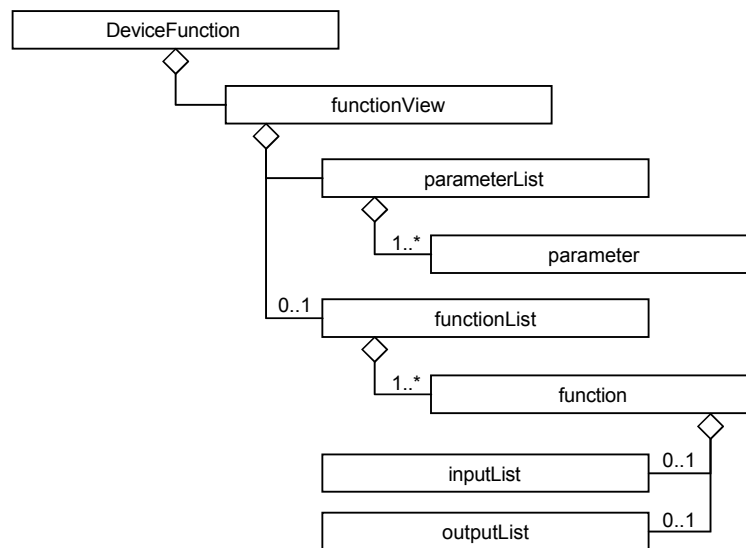 DeviceFunction
functionView
parameterList
1..*
parameter
0..1
functionList
1..*
function
0..1
inputList
0..1
outputList